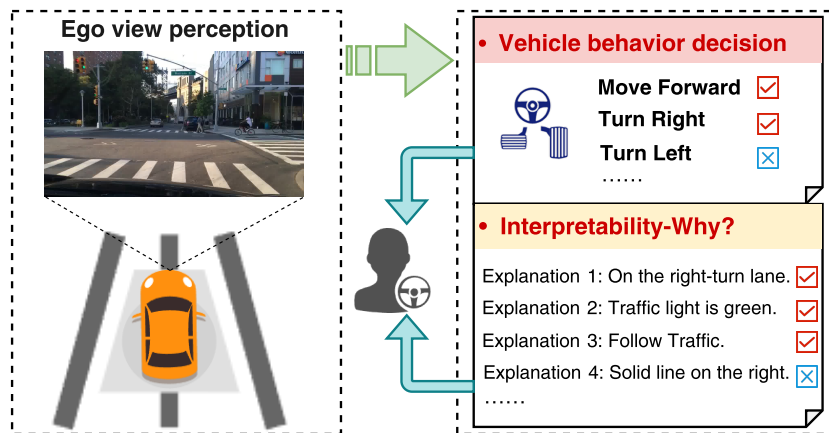 Ego view perception
• Vehicle behavior decision
Move Forward
Turn Right
Turn Left
......
• Interpretability-Why?
Explanation 1: On the right-turn lane.
Explanation 2: Traffic light is green.
Explanation 3: Follow Traffic.
Explanation 4: Solid line on the right.
......